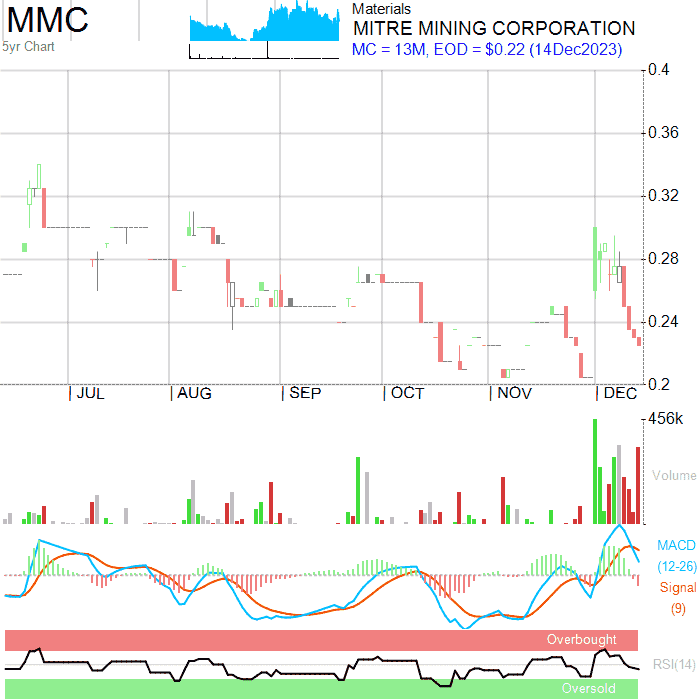 MMC
5yr Chart
Materials
MITRE MINING CORPORATION
MC = 13M, EOD = $0.22 (14Dec2023)
0.4
0.36
0.32
0.28
0.24
0.2
JUL AUG SEP OCT NOV DEC
456k
Volume
MACD
(12-26)
Signal
(9)
Overbought
RSI(14)
Oversold